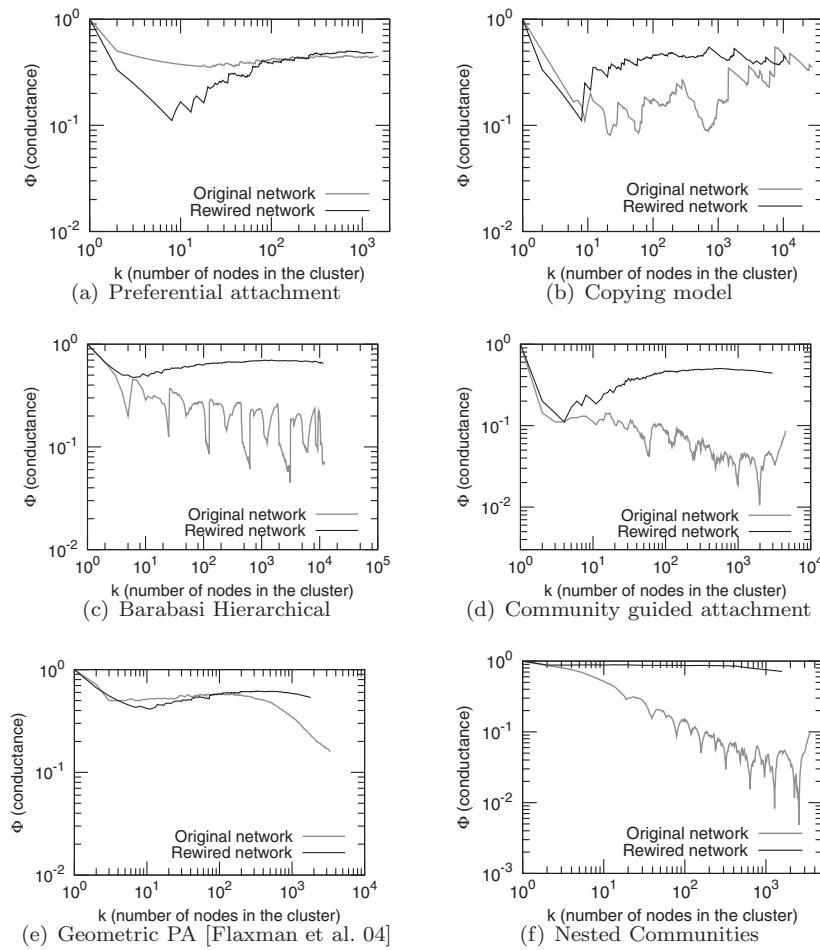 10^0
10^-1
10^-2
Φ (conductance)
Original network
Rewired network
10^0 10^1 10^2 10^3
k (number of nodes in the cluster)
(a) Preferential attachment
10^0
10^-1
10^-2
Φ (conductance)
Original network
Rewired network
10^0 10^1 10^2 10^3 10^4
k (number of nodes in the cluster)
(b) Copying model
10^0
10^-1
10^-2
Φ (conductance)
Original network
Rewired network
10^0 10^1 10^2 10^3 10^4 10^5
k (number of nodes in the cluster)
(c) Barabasi Hierarchical
10^0
10^-1
10^-2
Φ (conductance)
Original network
Rewired network
10^0 10^1 10^2 10^3 10^4
k (number of nodes in the cluster)
(d) Community guided attachment
10^0
10^-1
10^-2
Φ (conductance)
Original network
Rewired network
10^0 10^1 10^2 10^3 10^4
k (number of nodes in the cluster)
(e) Geometric PA [Flaxman et al. 04]
10^0
10^-1
10^-2
10^-3
Φ (conductance)
Original network
Rewired network
10^0 10^1 10^2 10^3
k (number of nodes in the cluster)
(f) Nested Communities